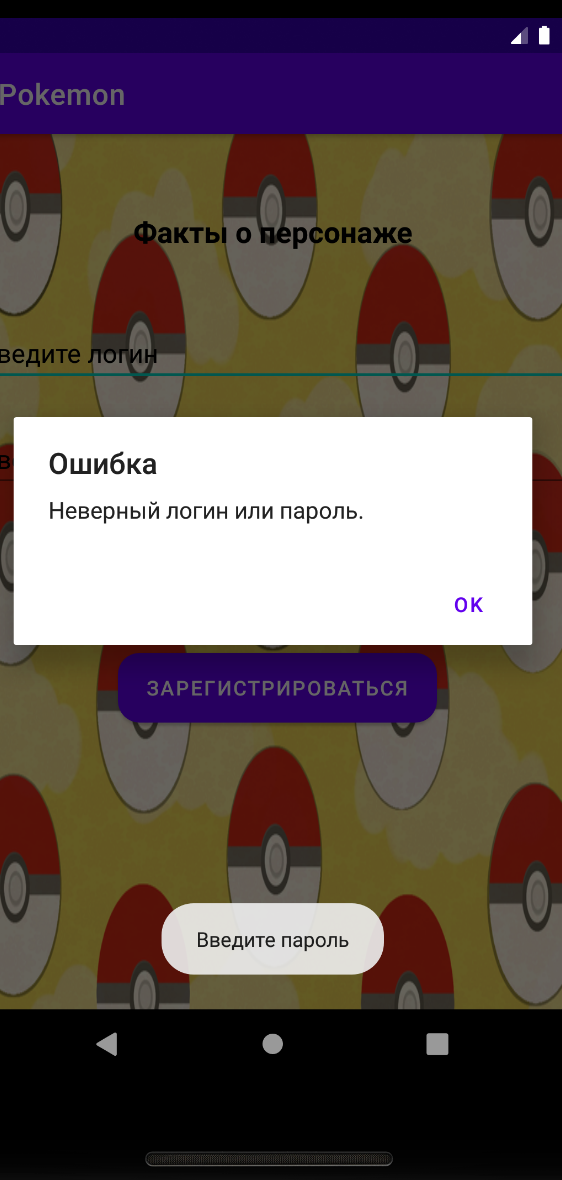 Pokemon
Факты о персонаже
ведите логин
Ошибка
Неверный логин или пароль.
OK
ЗАРЕГИСТРИРОВАТЬСЯ
Введите пароль